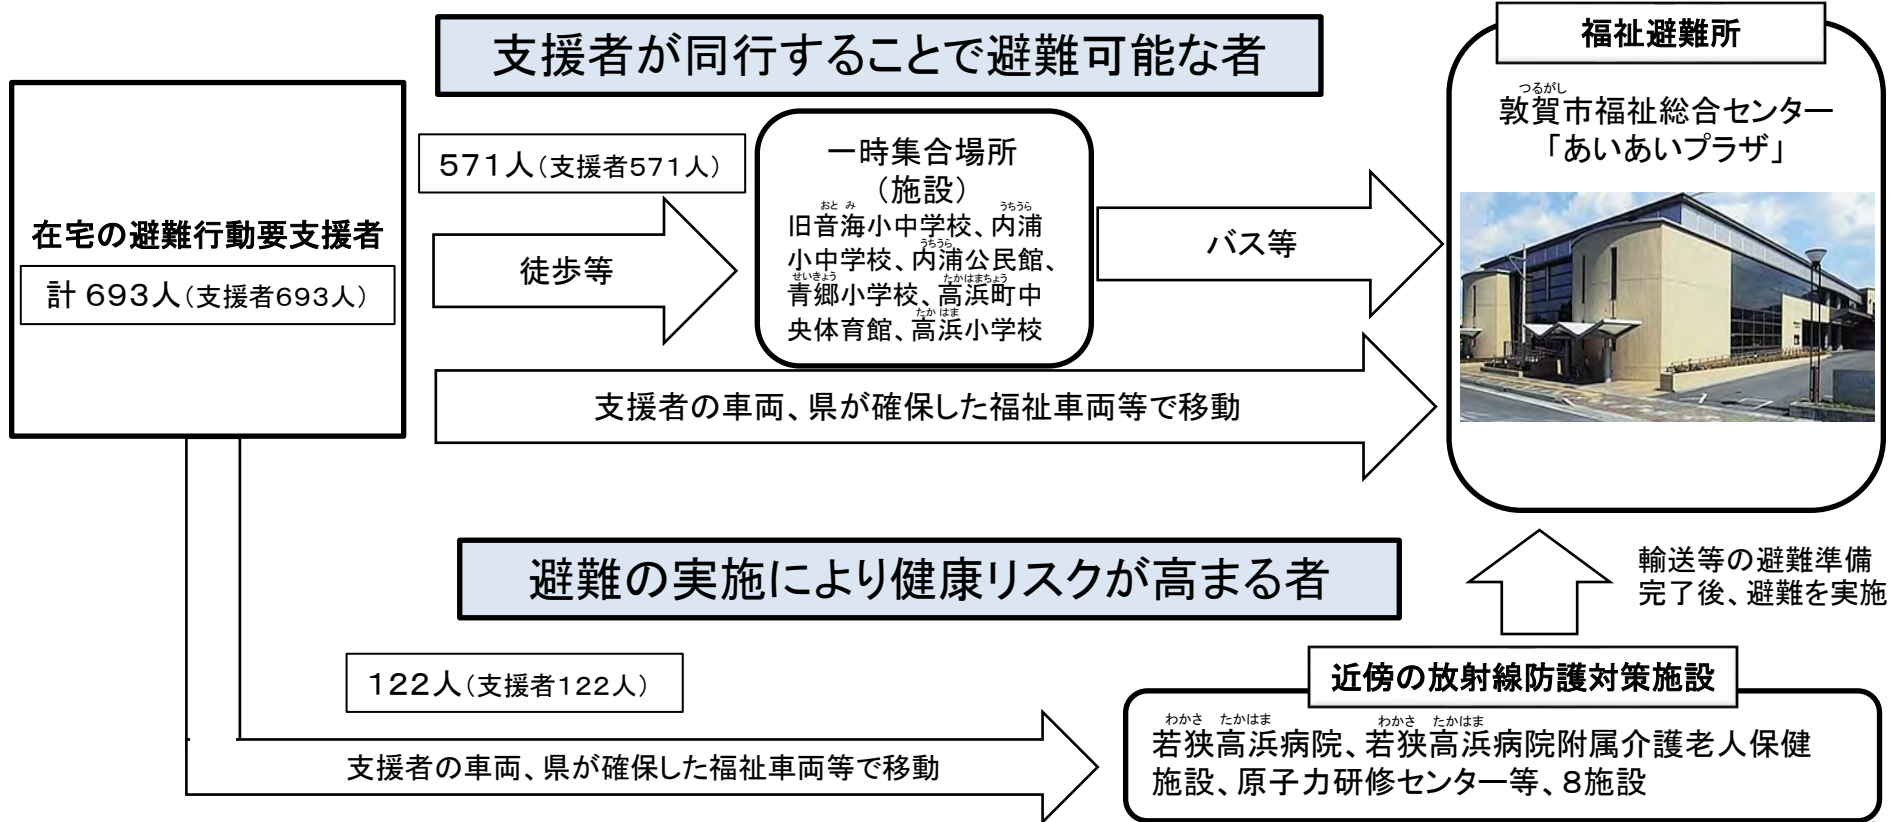 支援者が同行することで避難可能な者
福祉避難所
つるがし
敦賀市福祉総合センター
「あいあいプラザ」
在宅の避難行動要支援者
計 693人(支援者693人)
571人(支援者571人)
徒歩等
一時集合場所
(施設)
おと み うちうら
旧音海小中学校、内浦
うちうら
小中学校、内浦公民館、
せいきょう たかはまちょう
青郷小学校、高浜町中
たか はま
央体育館、高浜小学校
バス等
支援者の車両、県が確保した福祉車両等で移動
避難の実施により健康リスクが高まる者
輸送等の避難準備
完了後、避難を実施
122人(支援者122人)
支援者の車両、県が確保した福祉車両等で移動
近傍の放射線防護対策施設
わかさ たかはま わかさ たかはま
若狭高浜病院、若狭高浜病院附属介護老人保健
施設、原子力研修センター等、8施設